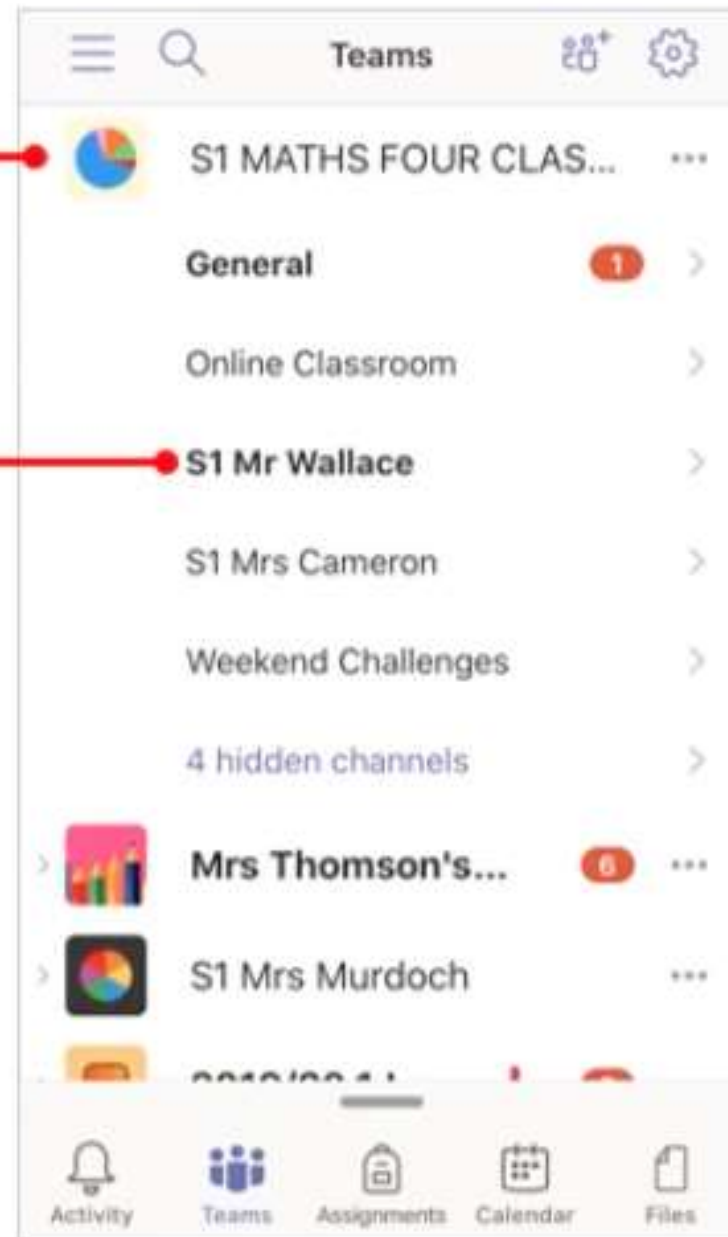 Teams
S1 MATHS FOUR CLAS... ...
General 1
Online Classroom
S1 Mr Wallace
S1 Mrs Cameron
Weekend Challenges
4 hidden channels
Mrs Thomson's... 6 ...
S1 Mrs Murdoch ...
Activity Teams Assignments Calendar Files